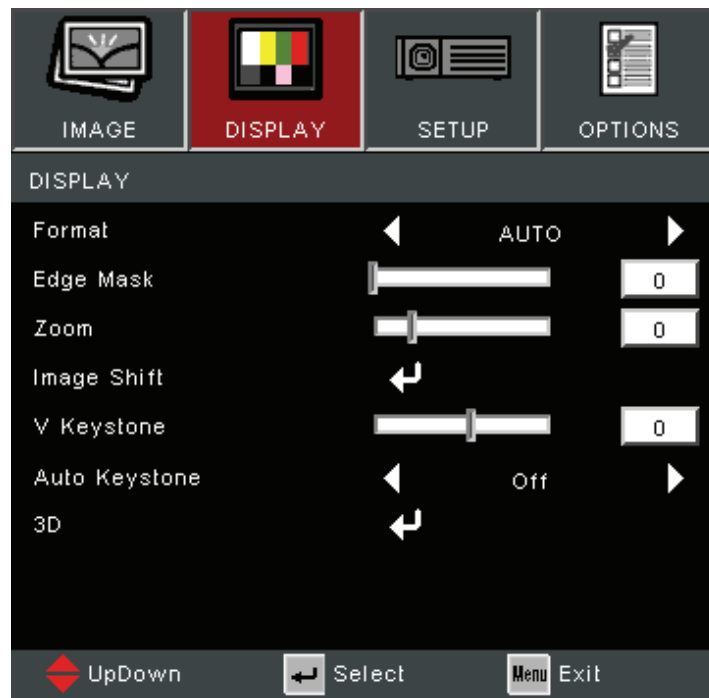 IMAGE DISPLAY SETUP OPTIONS
DISPLAY
Format AUTO
Edge Mask 0
Zoom 0
Image Shift
V Keystone 0
Auto Keystone Off
3D
UpDown Select Menu Exit